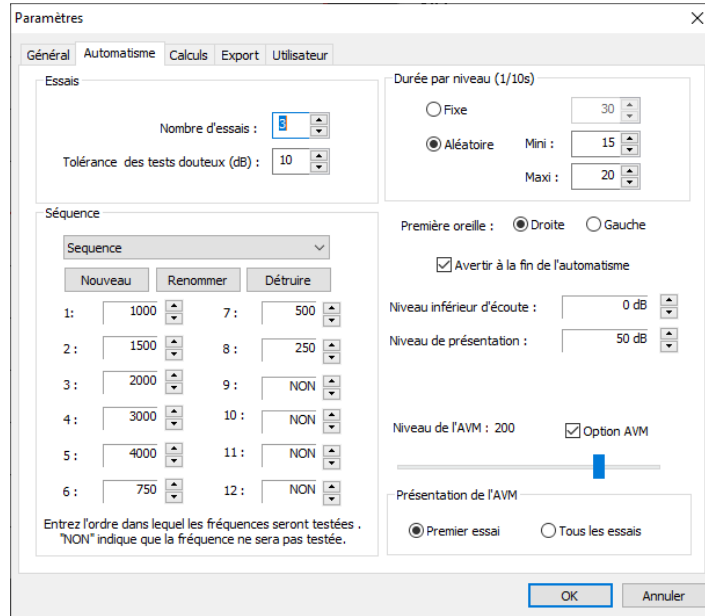 Paramètres
Général Automatisme Calculs Export Utilisateur
Essais
Nombre d'essais : 3
Tolérance des tests douteux (dB) : 10
Durée par niveau (1/10s)
Fixe 30
Aléatoire Mini : 15
Maxi : 20
Séquence
Sequence
Nouveau Renommer Détruire
1: 1000 7 : 500
2 : 1500 8 : 250
3 : 2000 9 : NON
4 : 3000 10 : NON
5 : 4000 11 : NON
6 : 750 12 : NON
Entrez l'ordre dans lequel les fréquences seront testées .
"NON" indique que la fréquence ne sera pas testée.
Première oreille : Droite Gauche
Avertir à la fin de l'automatisme
Niveau inférieur d'écoute : 0 dB
Niveau de présentation : 50 dB
Niveau de l'AVM : 200 Option AVM
Présentation de l'AVM
Premier essai Tous les essais
OK Annuler